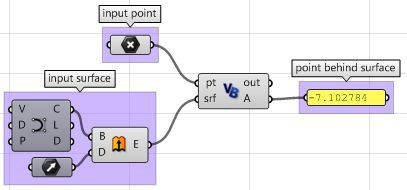 input point
pt
srf
out
A
point behind surface
-7.102784
input surface
V
D
P
C
L
D
B
D
E